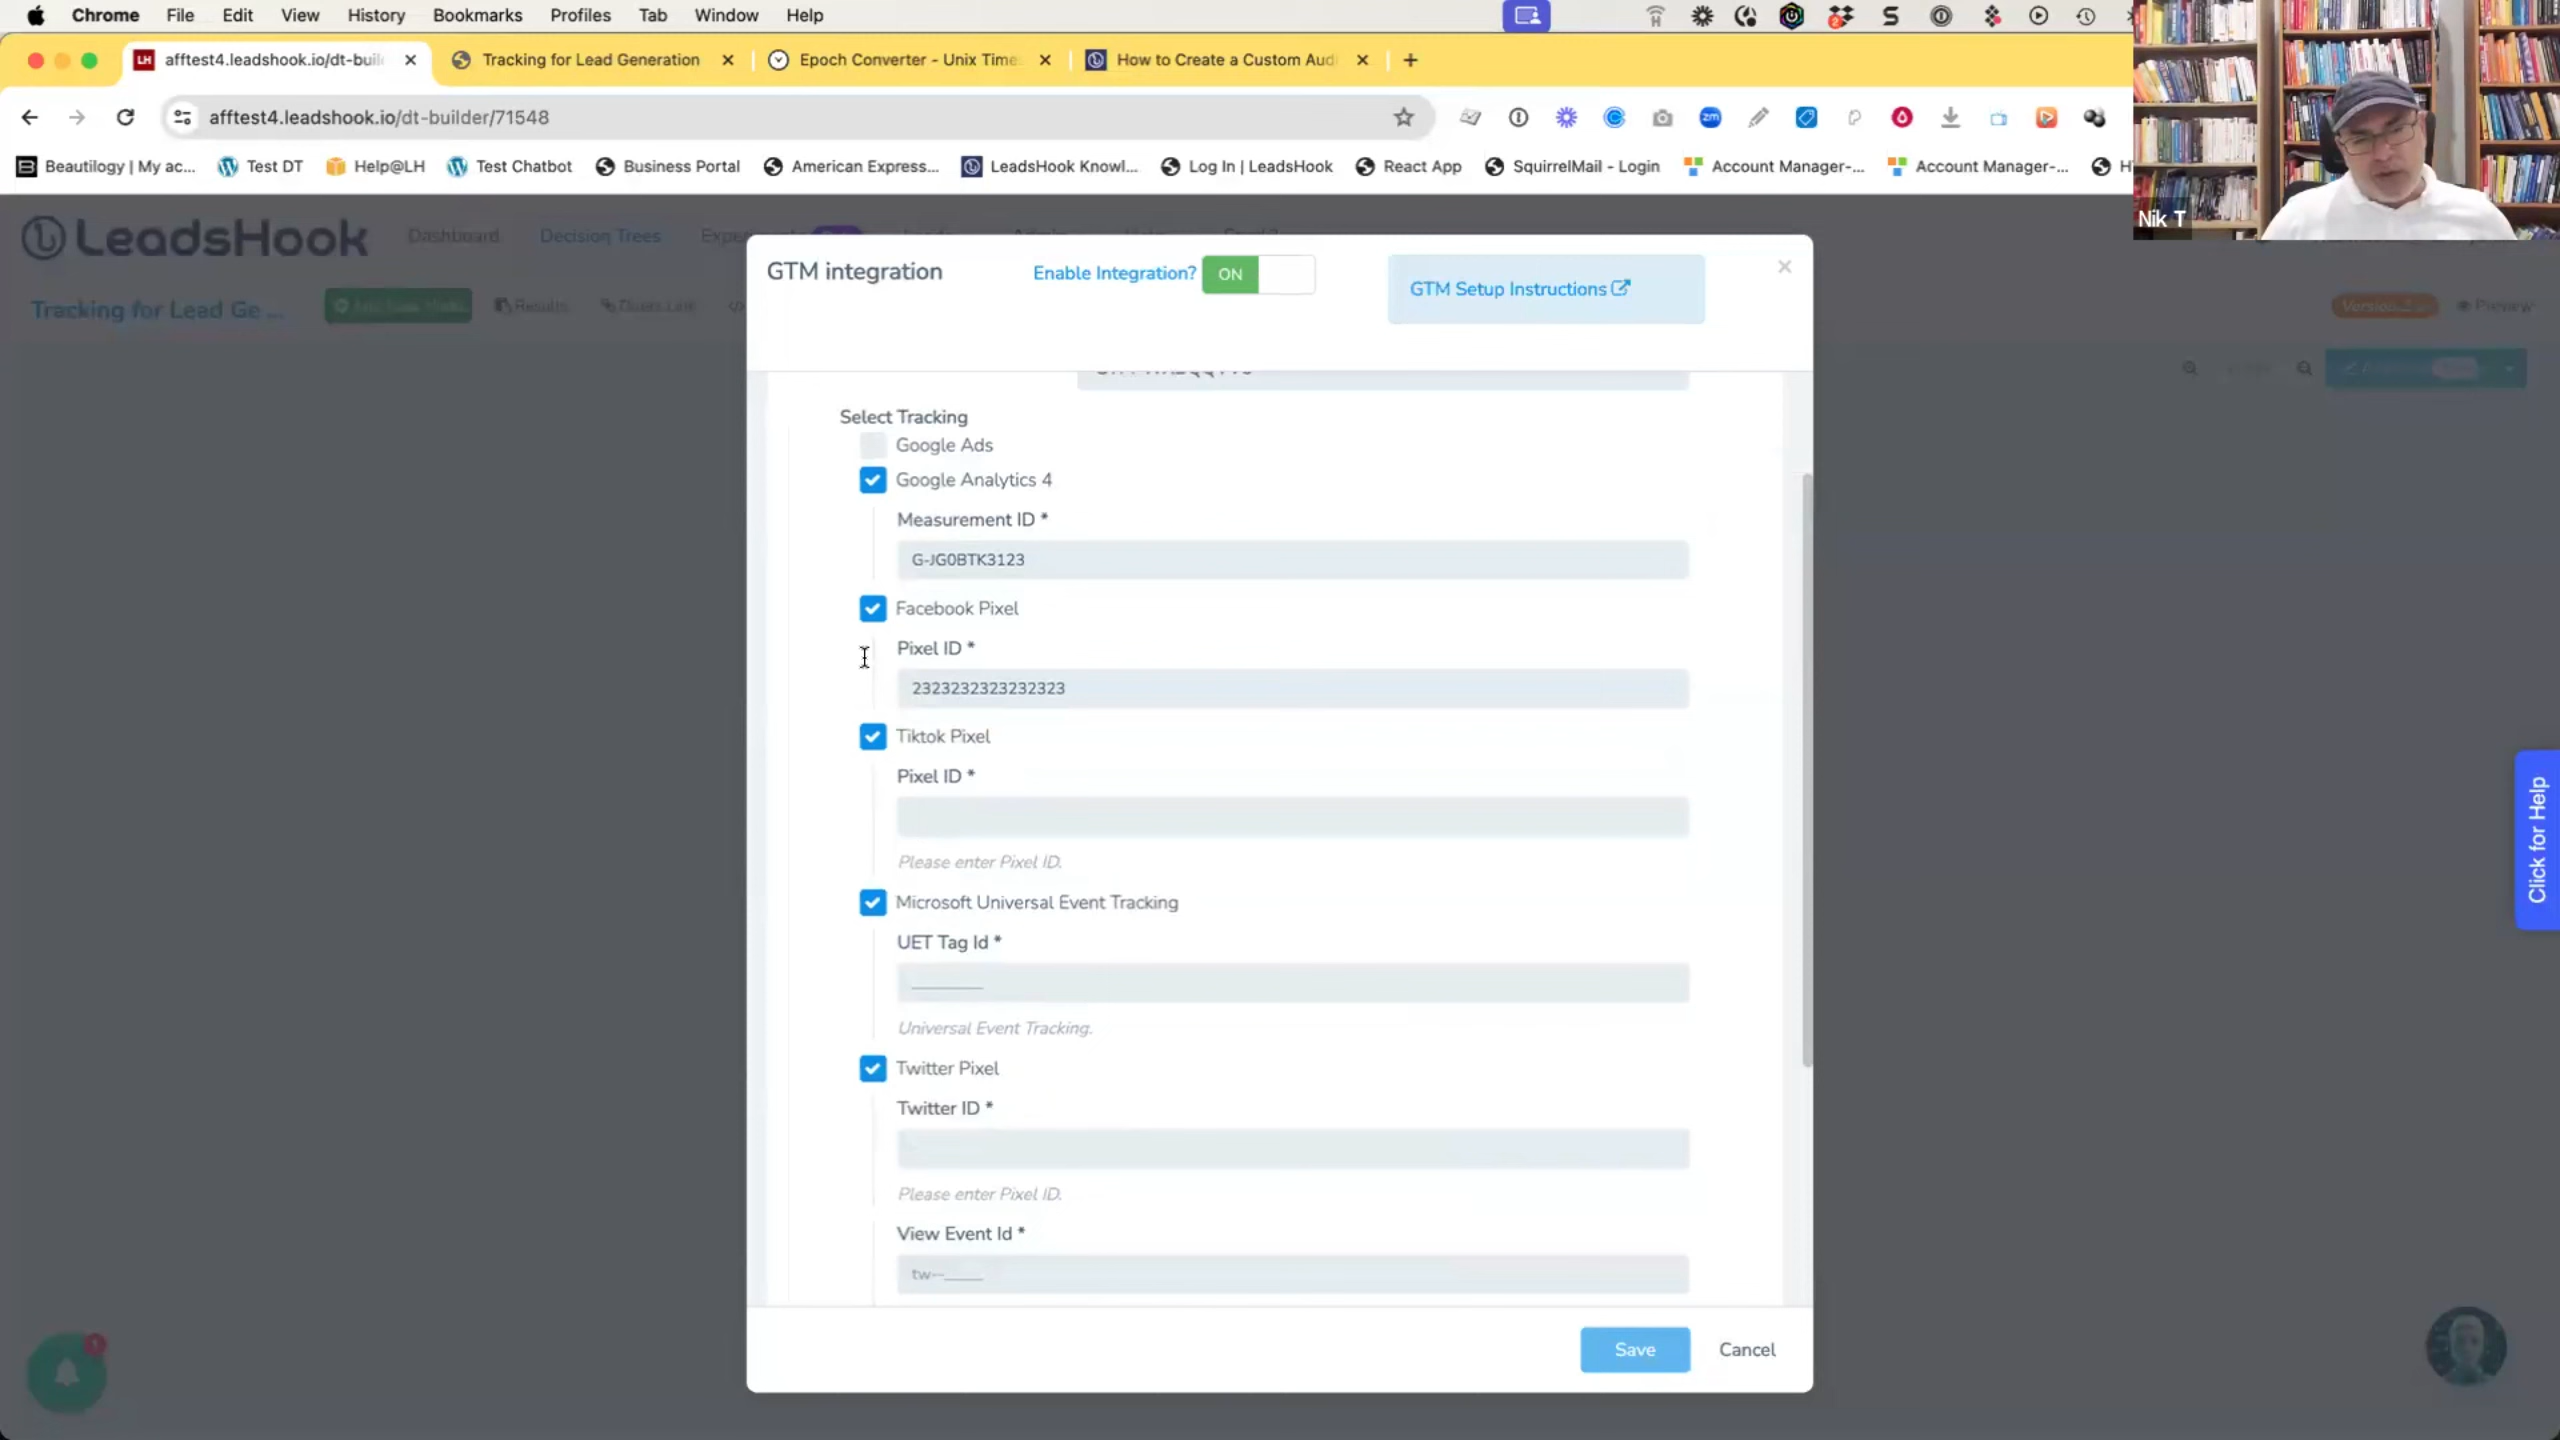 Chrome File Edit View History Bookmarks Profiles Tab Window Help
LH afftest4.leadshook.io/dt-buil Tracking for Lead Generation Epoch Converter - Unix Time How to Create a Custom Aud
afftest4.leadshook.io/dt-builder/71548
Beautilogy | My ac... Test DT Help@LH Test Chatbot Business Portal American Express... LeadsHook Knowl... Log In | LeadsHook React App SquirrelMail - Login Account Manager-... Account Manager-...
Nik T
LeadsHook Dashboard Decision Trees
GTM integration Enable Integration? ON GTM Setup Instructions
Tracking for Lead Ge ... Results Preview
Select Tracking
Google Ads
Google Analytics 4
Measurement ID *
G-JG0BTK3123
Facebook Pixel
Pixel ID *
2323232323232323
Tiktok Pixel
Pixel ID *
Please enter Pixel ID.
Microsoft Universal Event Tracking
UET Tag Id *
Universal Event Tracking.
Twitter Pixel
Twitter ID *
Please enter Pixel ID.
View Event Id *
tw--_____
Save Cancel
Click for Help